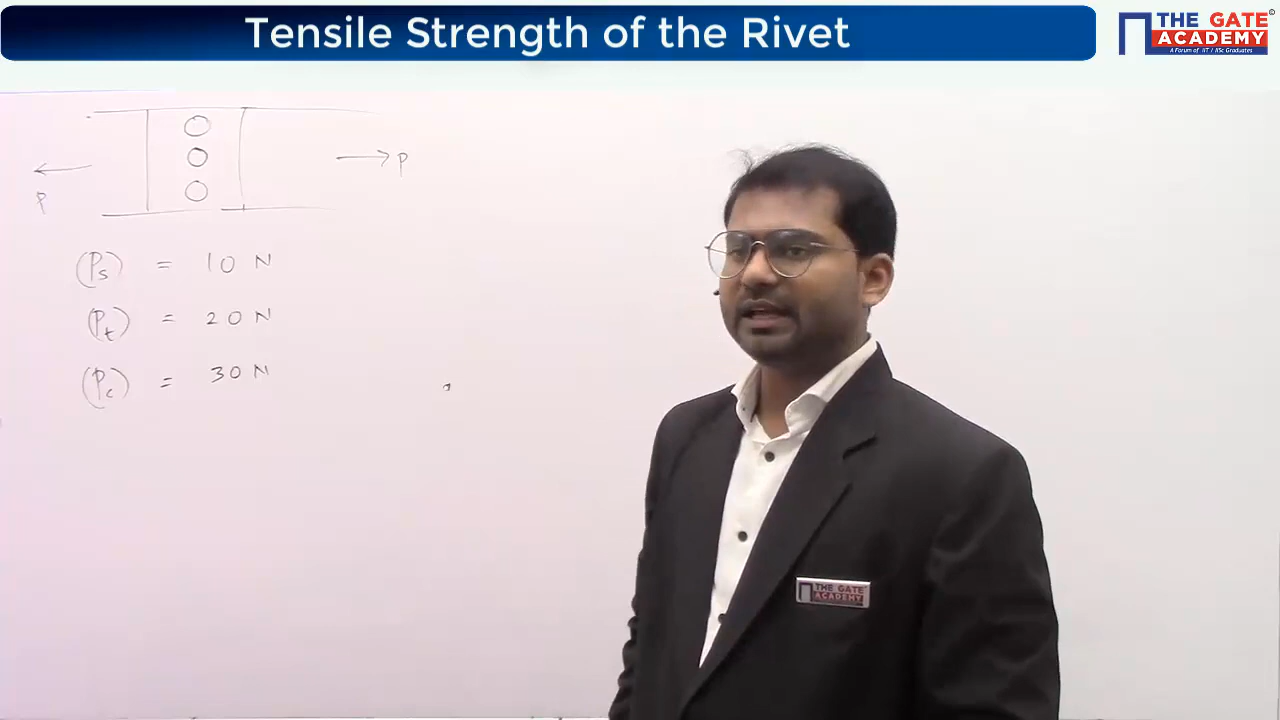 Tensile Strength of the Rivet
THE GATE
ACADEMY
A Forum of IIT / IISc Graduates
P
P
(Ps) = 10 N
(Pt) = 20 N
(Pc) = 30 N
THE GATE
ACADEMY